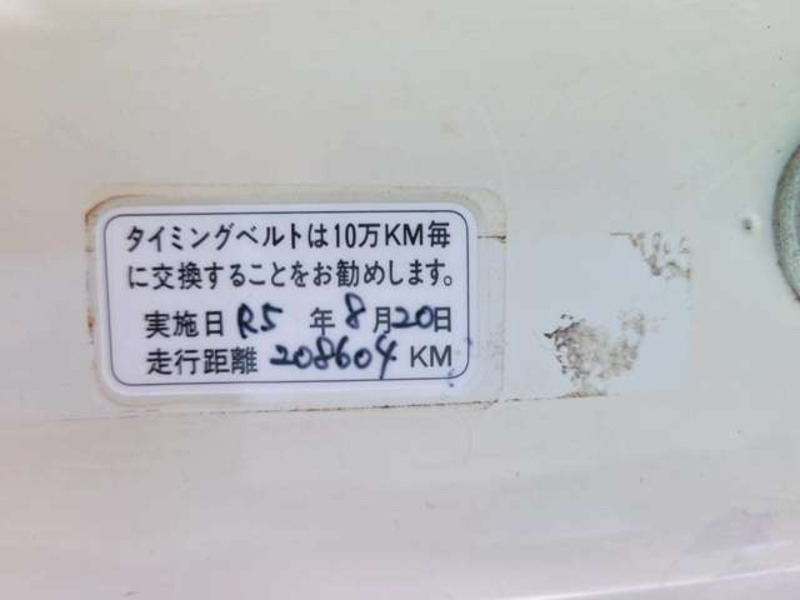 タイミングベルトは10万KM毎
に交換することをお勧めします。
実施日 R5 年 8月20日
走行距離 208604 KM